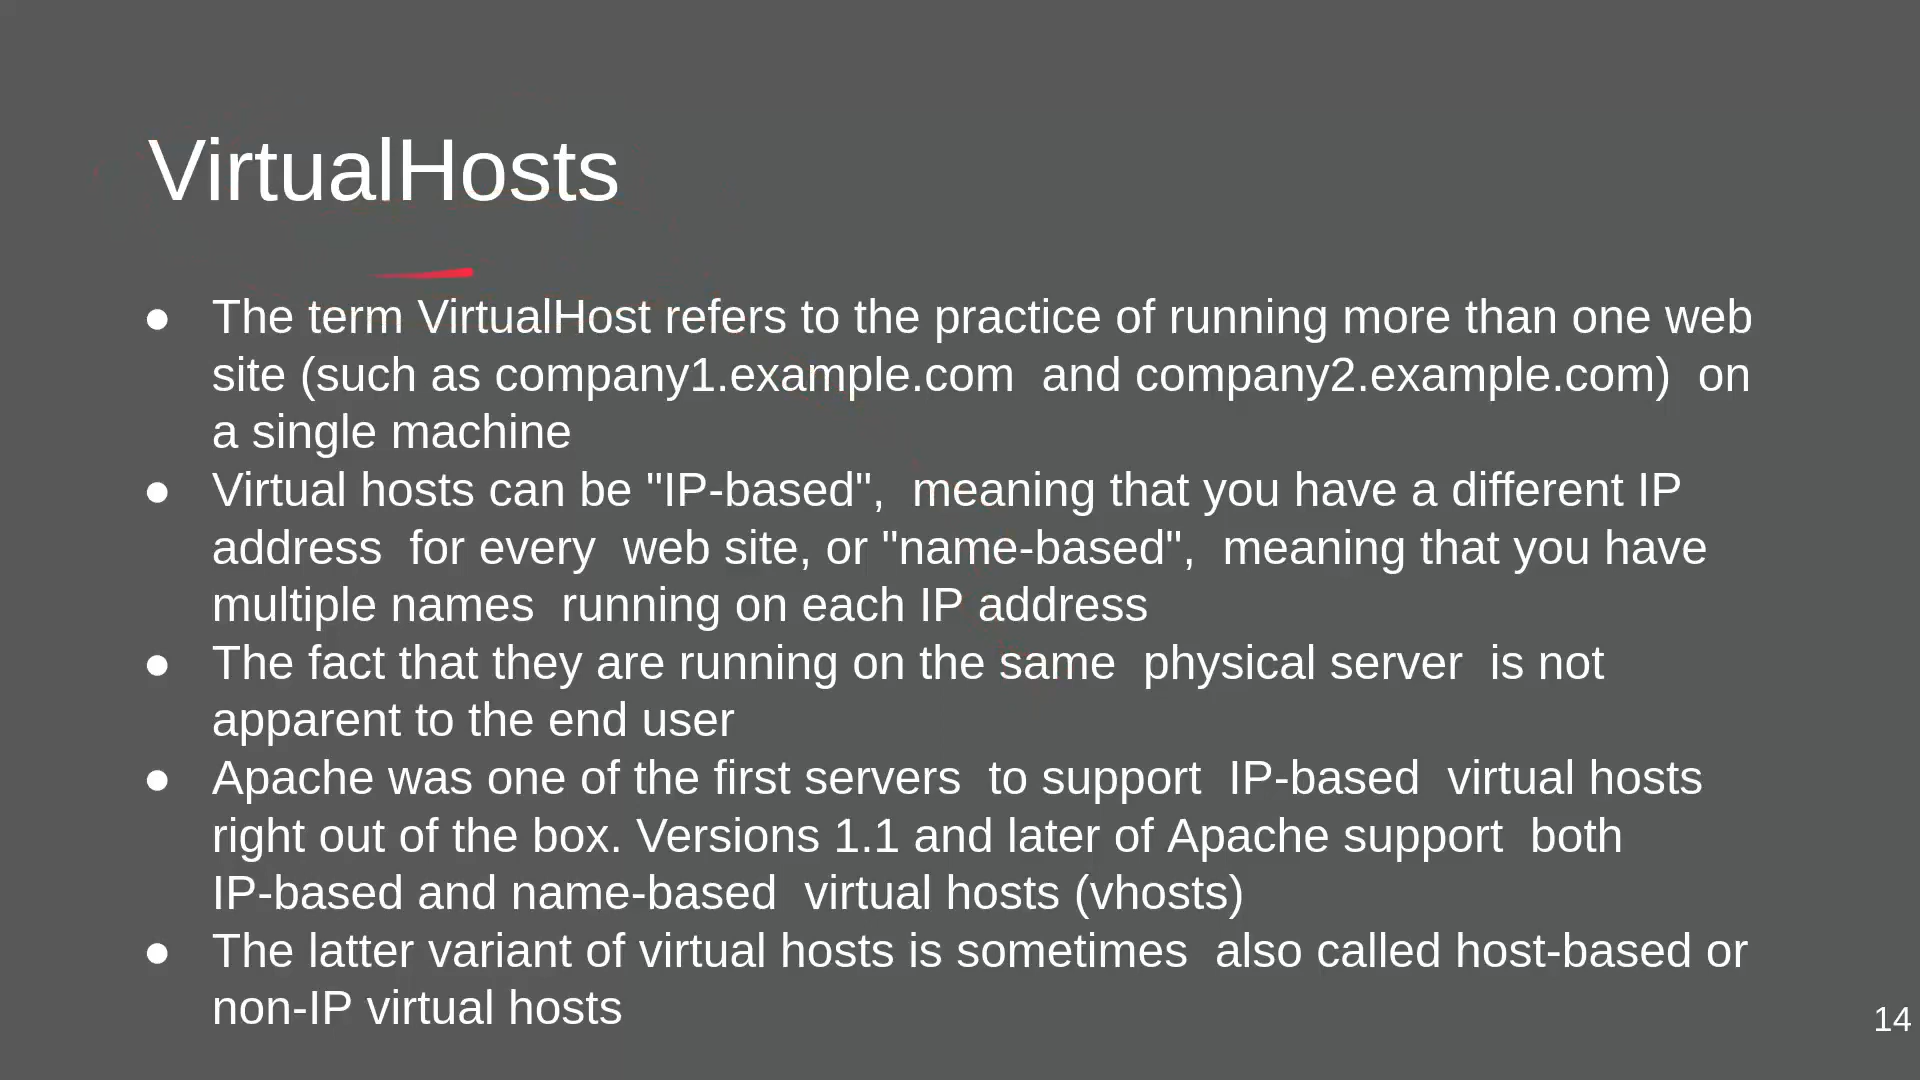 VirtualHosts
● The term VirtualHost refers to the practice of running more than one web
site (such as company1.example.com and company2.example.com) on
a single machine
● Virtual hosts can be "IP-based", meaning that you have a different IP
address for every web site, or "name-based", meaning that you have
multiple names running on each IP address
● The fact that they are running on the same physical server is not
apparent to the end user
● Apache was one of the first servers to support IP-based virtual hosts
right out of the box. Versions 1.1 and later of Apache support both
IP-based and name-based virtual hosts (vhosts)
● The latter variant of virtual hosts is sometimes also called host-based or
non-IP virtual hosts
14